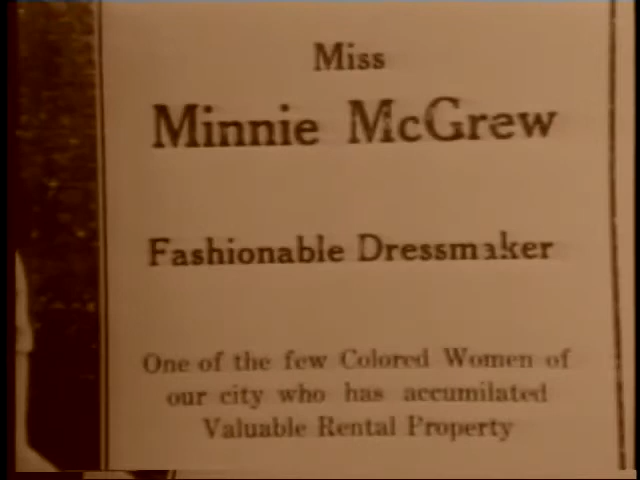 Miss
Minnie McGrew
Fashionable Dressmaker
One of the few Colored Women of
our city who has accumilated
Valuable Rental Property